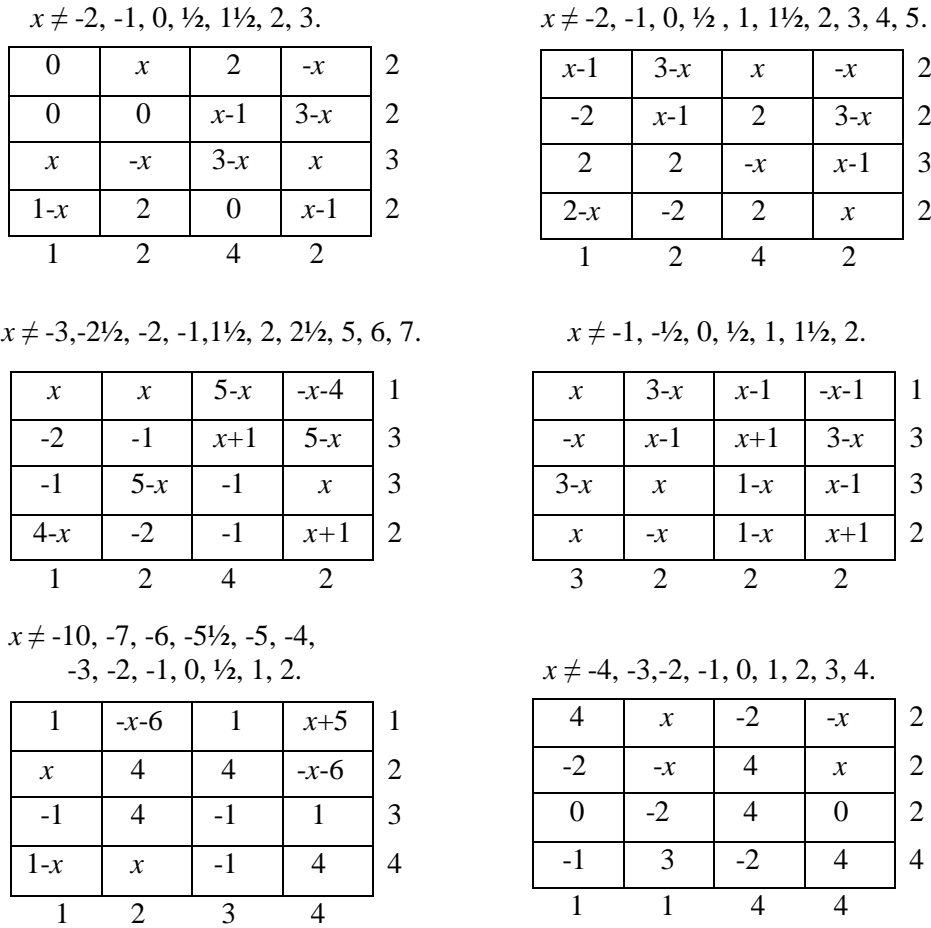 x ≠ -2, -1, 0, ½, 1½, 2, 3.
0 x 2 -x 2
0 0 x-1 3-x 2
x -x 3-x x 3
1-x 2 0 x-1 2
1 2 4 2
x ≠ -2, -1, 0, ½ , 1, 1½, 2, 3, 4, 5.
x-1 3-x x -x 2
-2 x-1 2 3-x 2
2 2 -x x-1 3
2-x -2 2 x 2
1 2 4 2
x ≠ -3,-2½, -2, -1,1½, 2, 2½, 5, 6, 7.
x x 5-x -x-4 1
-2 -1 x+1 5-x 3
-1 5-x -1 x 3
4-x -2 -1 x+1 2
1 2 4 2
x ≠ -1, -½, 0, ½, 1, 1½, 2.
x 3-x x-1 -x-1 1
-x x-1 x+1 3-x 3
3-x x 1-x x-1 3
x -x 1-x x+1 2
3 2 2 2
x ≠ -10, -7, -6, -5½, -5, -4,
-3, -2, -1, 0, ½, 1, 2.
1 -x-6 1 x+5 1
x 4 4 -x-6 2
-1 4 -1 1 3
1-x x -1 4 4
1 2 3 4
x ≠ -4, -3,-2, -1, 0, 1, 2, 3, 4.
4 x -2 -x 2
-2 -x 4 x 2
0 -2 4 0 2
-1 3 -2 4 4
1 1 4 4